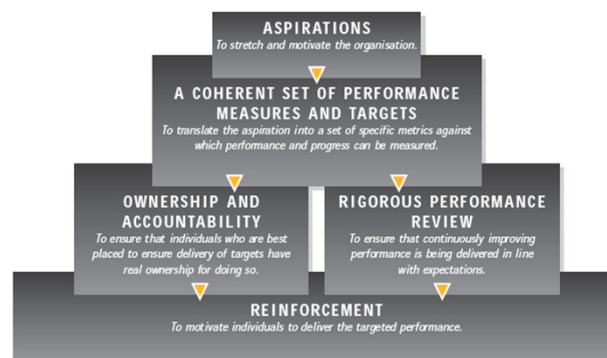 ASPIRATIONS
To stretch and motivate the organisation.
A COHERENT SET OF PERFORMANCE
MEASURES AND TARGETS
To translate the aspiration into a set of specific metrics against
which performance and progress can be measured.
OWNERSHIP AND
ACCOUNTABILITY
To ensure that individuals who are best
placed to ensure delivery of targets have
real ownership for doing so.
RIGOROUS PERFORMANCE
REVIEW
To ensure that continuously improving
performance is being delivered in line
with expectations.
REINFORCEMENT
To motivate individuals to deliver the targeted performance.